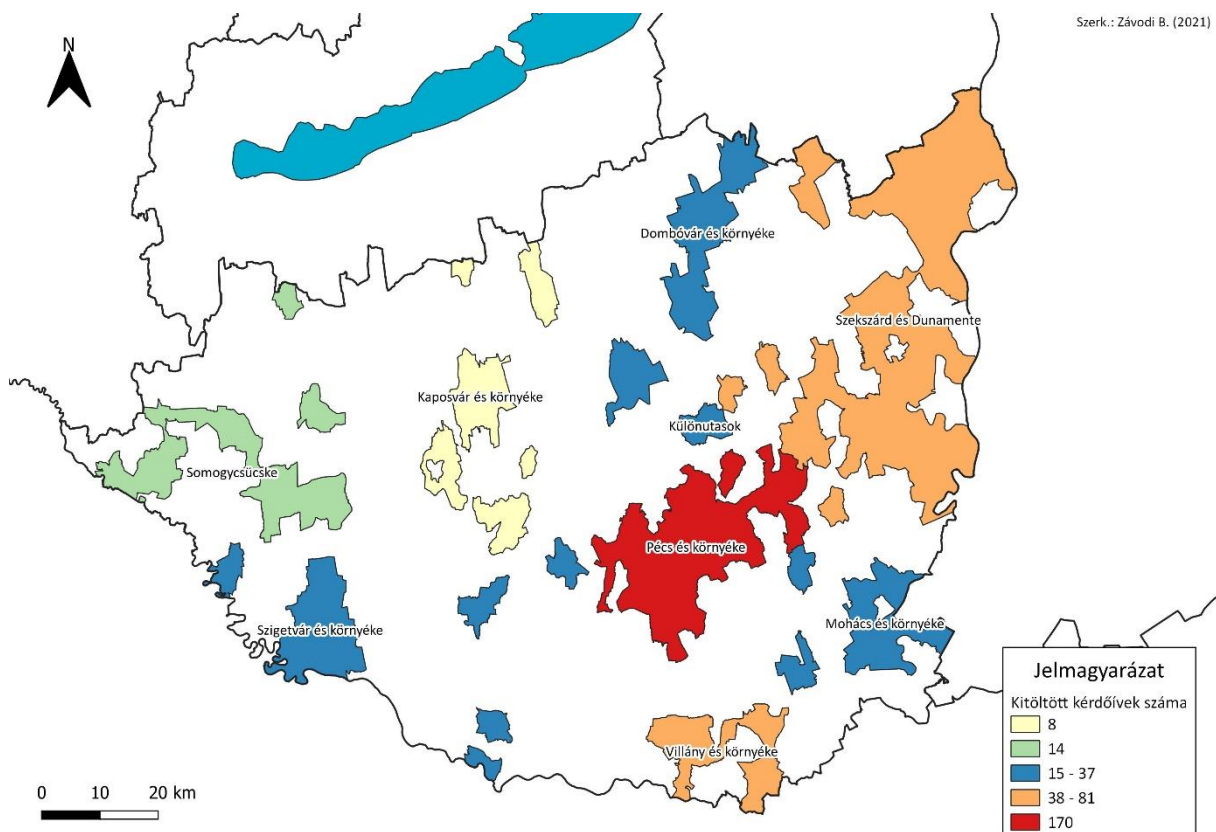 Szerk.: Závodi B. (2021)
N
Dombóvár és környéke
Szekszárd és Dunamente
Kaposvár és környéke
Különutasok
Somogycsücske
Pécs és környéke
Szigetvár és környéke
Mohács és környéke
Villány és környéke
Jelmagyarázat
Kitöltött kérdőívek száma
8
14
15 - 37
38 - 81
170
0 10 20 km